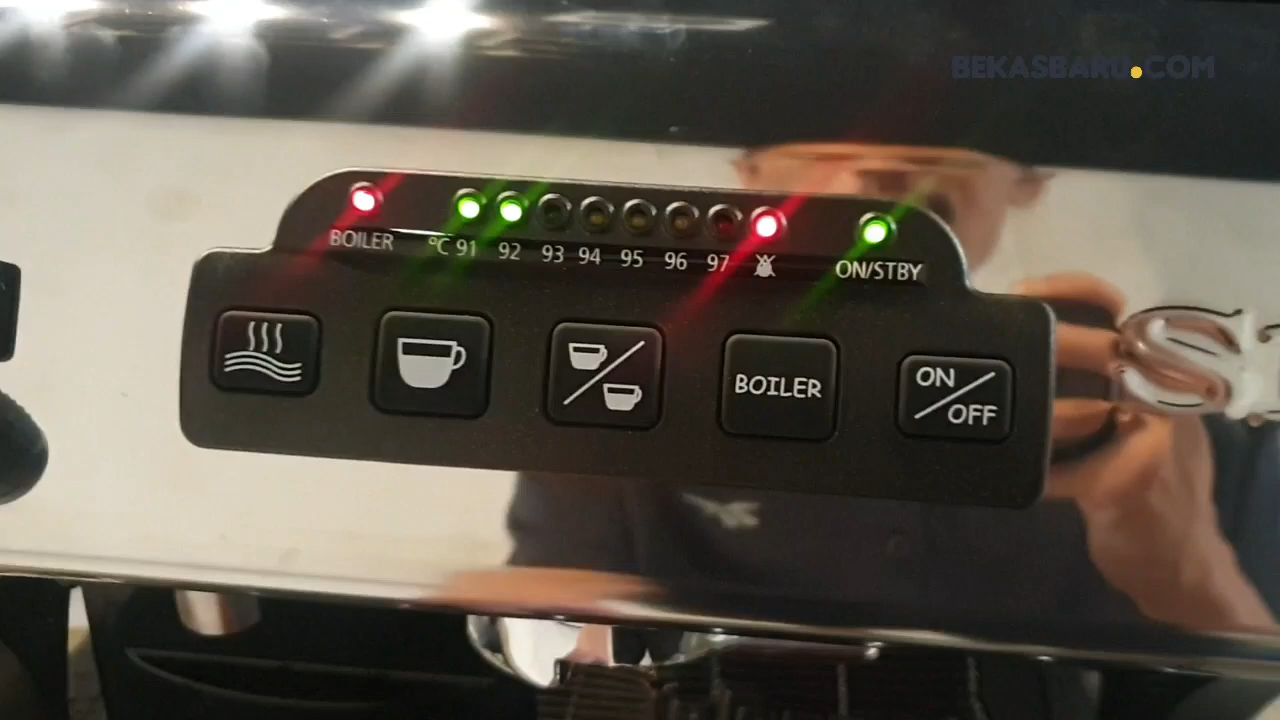 BEKASBARU.COM
BOILER °C 91 92 93 94 95 96 97 ON/STBY
BOILER
ON/OFF
S